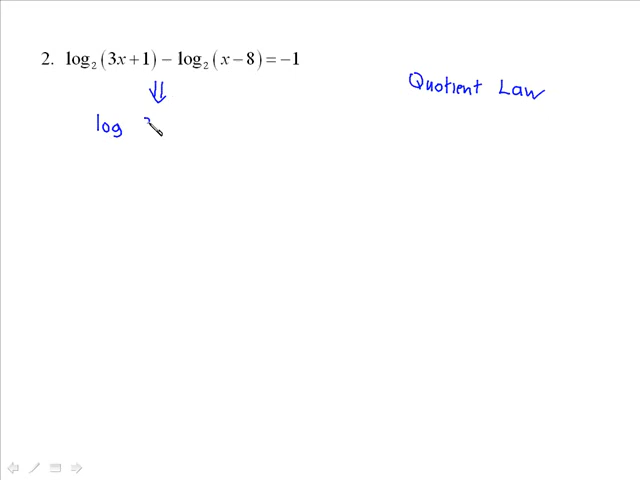 2. log₂(3x+1) − log₂(x−8) = −1
Quotient Law
log